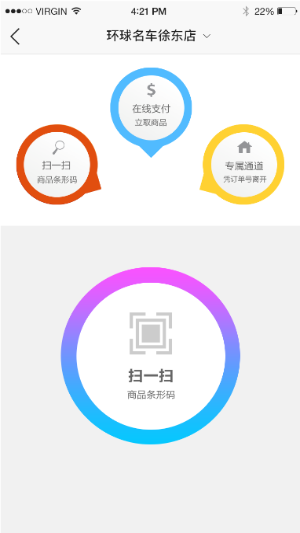 VIRGIN 4:21 PM 22%
环球名车徐东店
$
在线支付
立取商品
扫一扫
商品条形码
专属通道
凭订单号离开
扫一扫
商品条形码